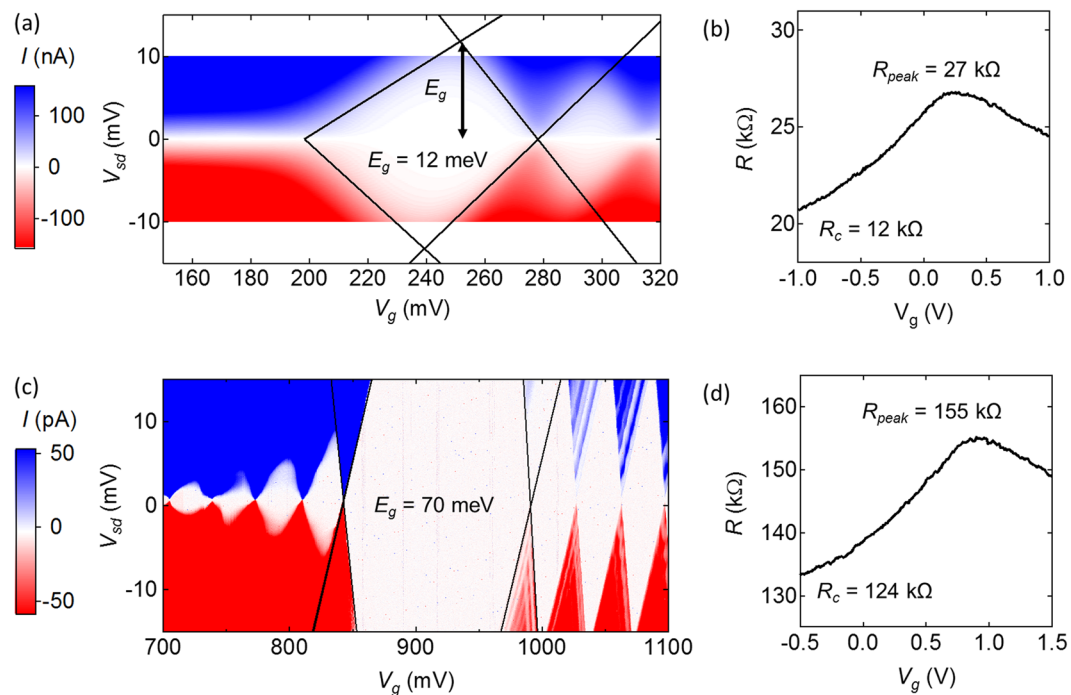 (a)
I (nA)
100
0
-100
V_sd (mV)
10
0
-10
E_g
E_g = 12 meV
160 180 200 220 240 260 280 300 320
V_g (mV)
(b)
R (kΩ)
30
25
20
R_peak = 27 kΩ
R_c = 12 kΩ
-1.0 -0.5 0.0 0.5 1.0
V_g (V)
(c)
I (pA)
50
0
-50
V_sd (mV)
10
0
-10
E_g = 70 meV
700 800 900 1000 1100
V_g (mV)
(d)
R (kΩ)
160
150
140
130
R_peak = 155 kΩ
R_c = 124 kΩ
-0.5 0.0 0.5 1.0 1.5
V_g (V)